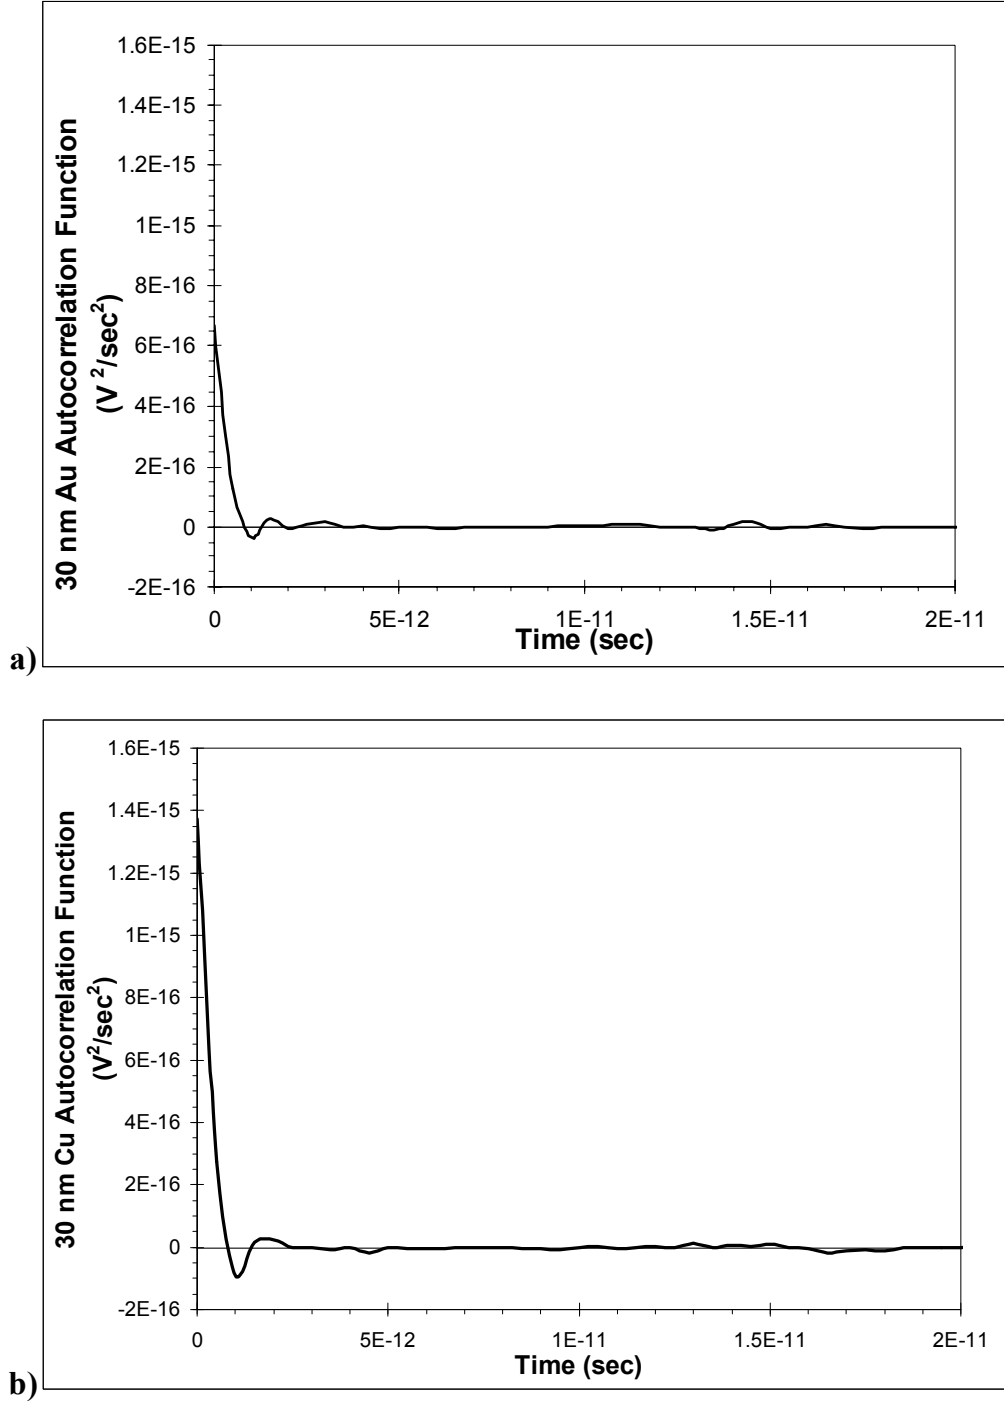 30 nm Au Autocorrelation Function
(V ²/sec²)
1.6E-15
1.4E-15
1.2E-15
1E-15
8E-16
6E-16
4E-16
2E-16
0
-2E-16
0 5E-12 1E-11 1.5E-11 2E-11
Time (sec)
a)
30 nm Cu Autocorrelation Function
(V²/sec²)
1.6E-15
1.4E-15
1.2E-15
1E-15
8E-16
6E-16
4E-16
2E-16
0
-2E-16
0 5E-12 1E-11 1.5E-11 2E-11
Time (sec)
b)